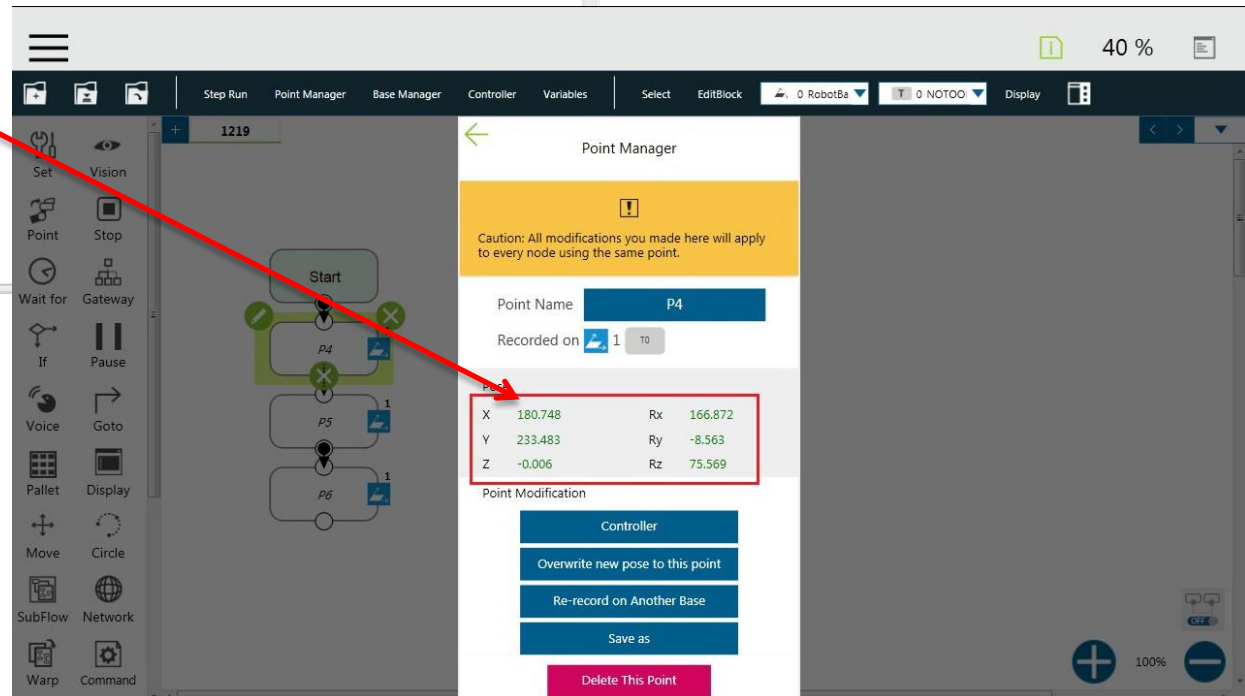 40 %
Step Run Point Manager Base Manager Controller Variables Select EditBlock 0 RobotBa T 0 NOTOO Display
+ 1219
Set Vision
Point Stop
Wait for Gateway
If Pause
Voice Goto
Pallet Display
Move Circle
SubFlow Network
Warp Command
Start
P4
1
P5
1
P6
Point Manager
Caution: All modifications you made here will apply
to every node using the same point.
Point Name P4
Recorded on 1 T0
X 180.748 Rx 166.872
Y 233.483 Ry -8.563
Z -0.006 Rz 75.569
Point Modification
Controller
Overwrite new pose to this point
Re-record on Another Base
Save as
Delete This Point
OFF
100%